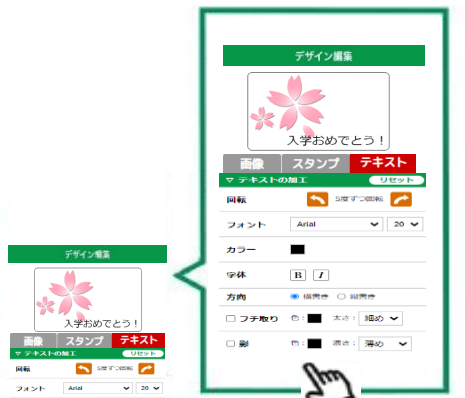 デザイン編集
入学おめでとう！
画像 スタンプ テキスト
▽ テキストの加工 リセット
回転 5度ずつ回転
フォント Arial 20
カラー
字体 B I
方向 横書き 縦書き
フチ取り 色： 太さ： 細め
影 色： 濃さ： 薄め
デザイン編集
入学おめでとう！
画像 スタンプ テキスト
▽ テキストの加工 リセット
回転 5度ずつ回転
フォント Arial 20